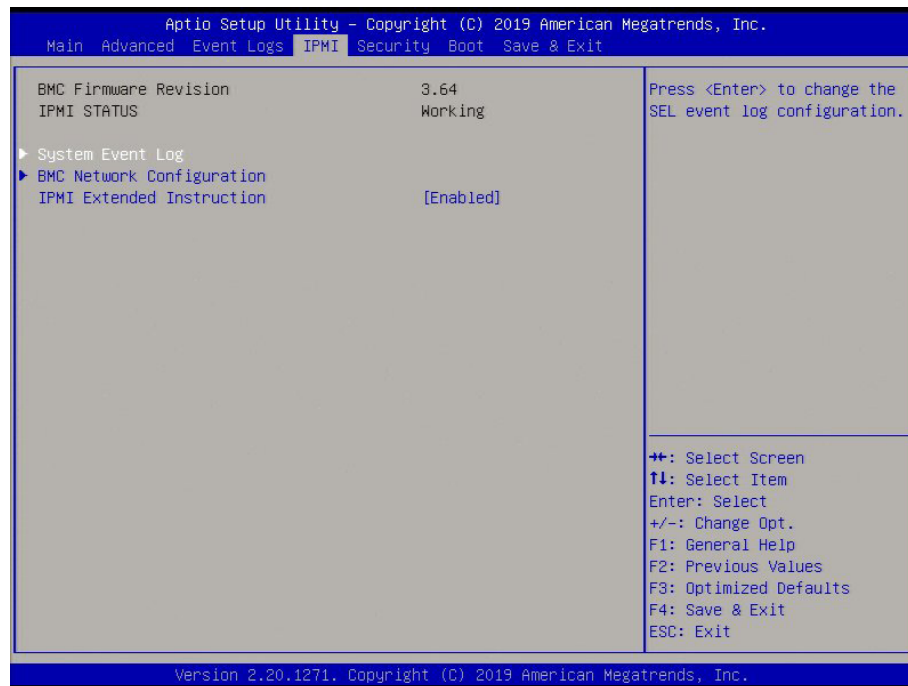 Aptio Setup Utility – Copyright (C) 2019 American Megatrends, Inc.
Main Advanced Event Logs IPMI Security Boot Save & Exit
BMC Firmware Revision 3.64
IPMI STATUS Working
System Event Log
BMC Network Configuration
IPMI Extended Instruction [Enabled]
Press <Enter> to change the
SEL event log configuration.
→←: Select Screen
↑↓: Select Item
Enter: Select
+/-: Change Opt.
F1: General Help
F2: Previous Values
F3: Optimized Defaults
F4: Save & Exit
ESC: Exit
Version 2.20.1271. Copyright (C) 2019 American Megatrends, Inc.